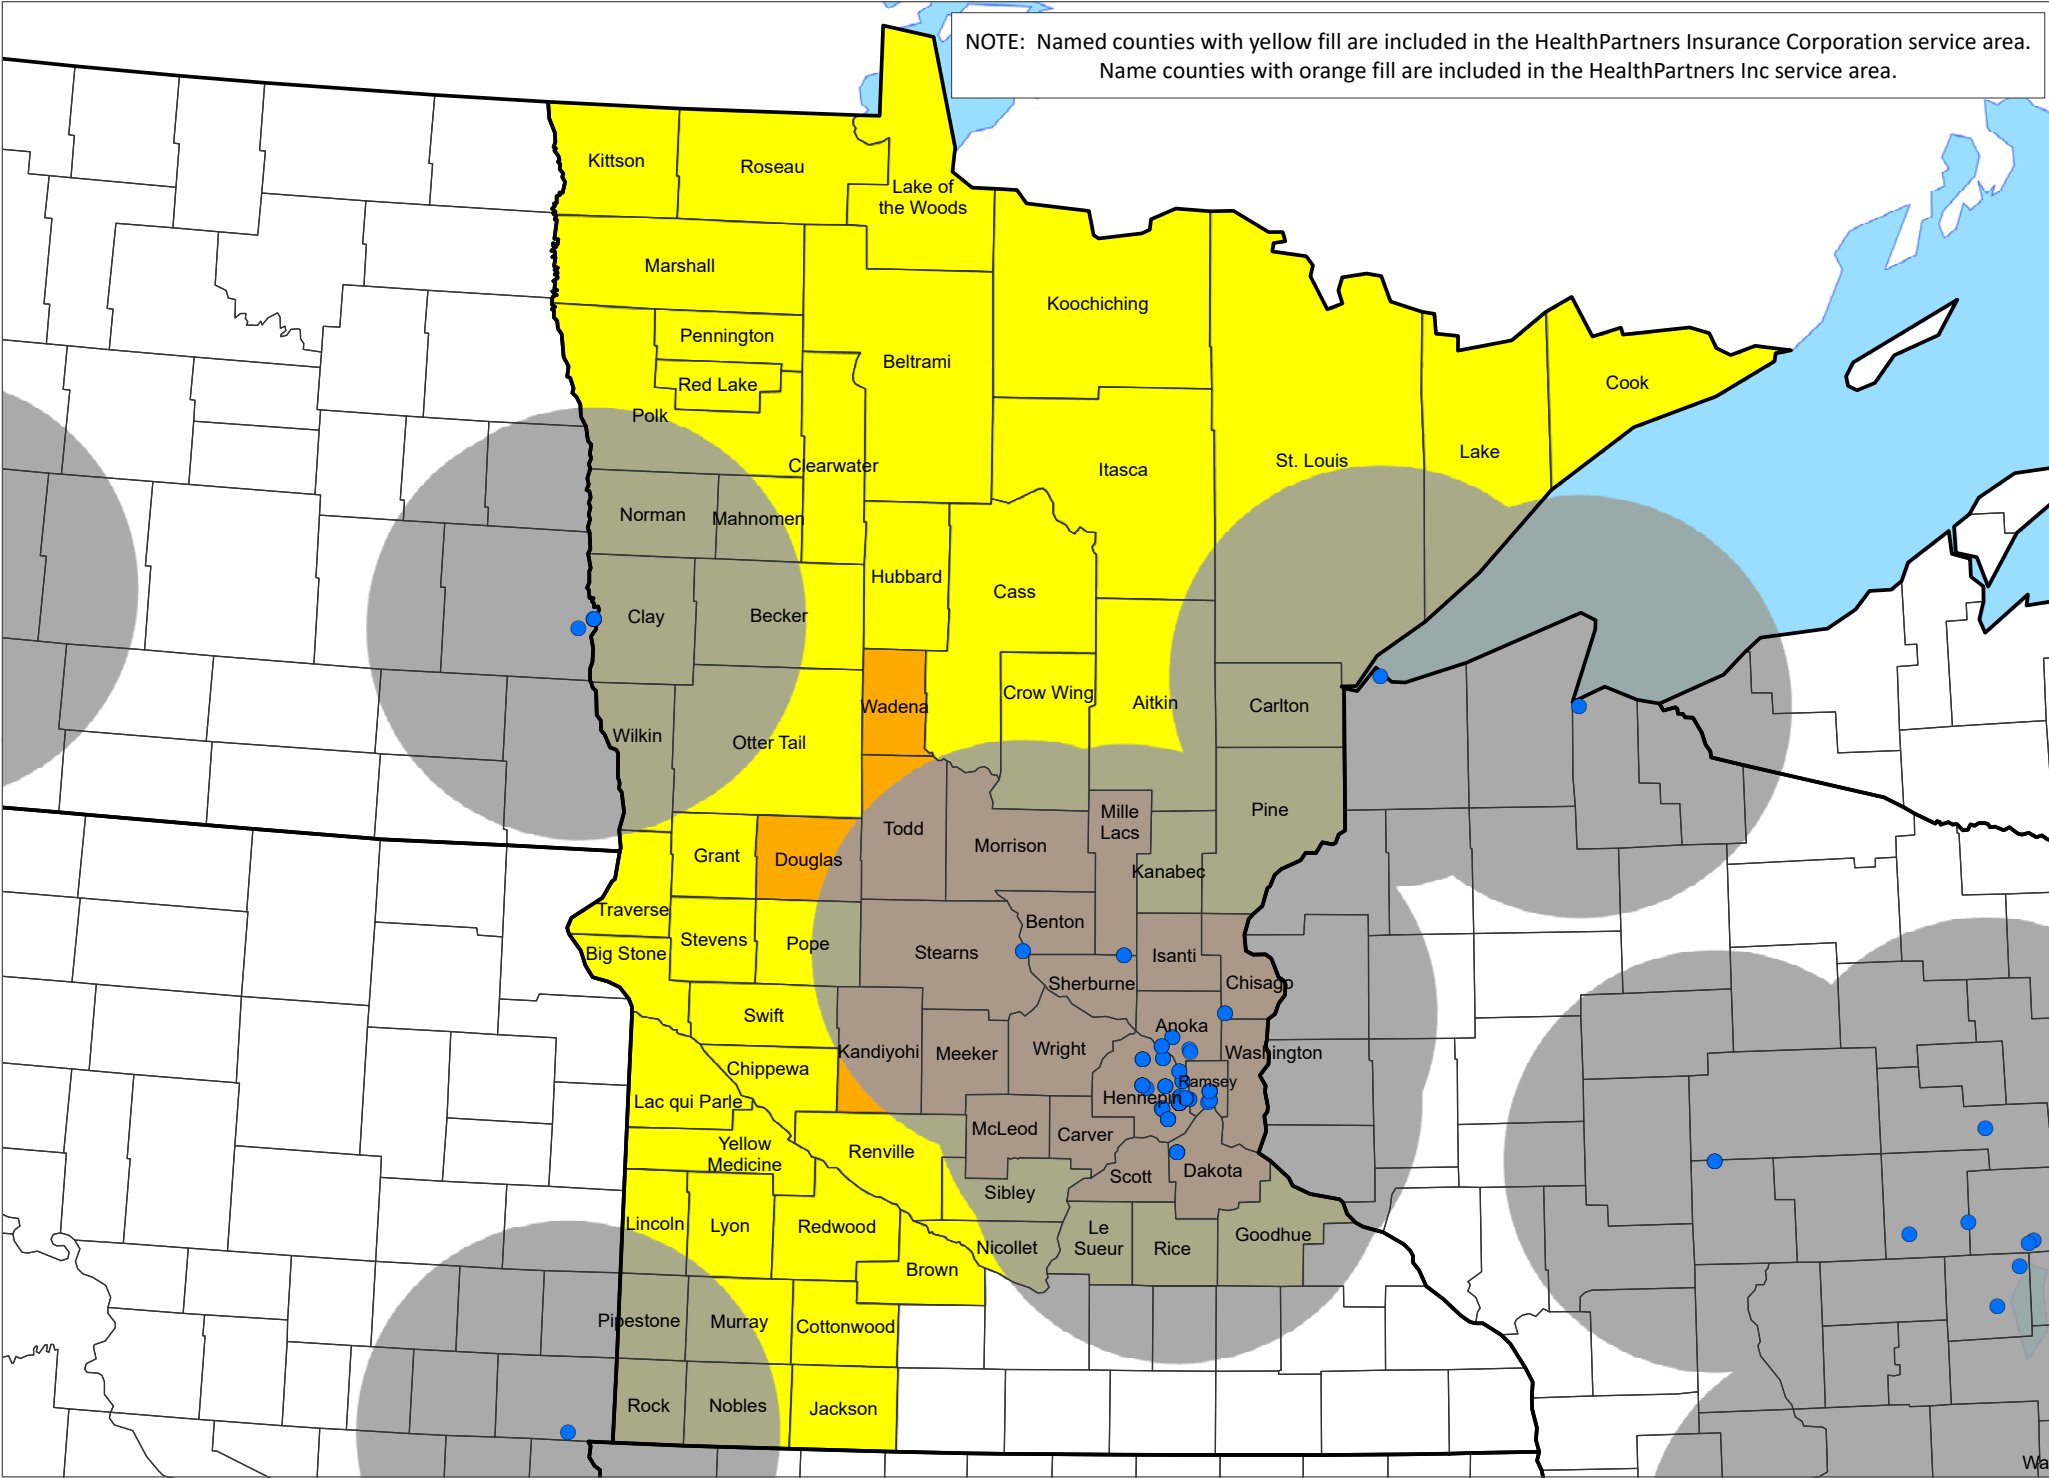 NOTE: Named counties with yellow fill are included in the HealthPartners Insurance Corporation service area.
Name counties with orange fill are included in the HealthPartners Inc service area.
Kittson
Roseau
Lake of
the Woods
Marshall
Koochiching
Pennington
Beltrami
Red Lake
Cook
Polk
Lake
St. Louis
Clearwater
Itasca
Norman
Mahnomen
Hubbard
Cass
Clay
Becker
Crow Wing
Aitkin
Carlton
Wadena
Wilkin
Otter Tail
Pine
Mille
Lacs
Todd
Morrison
Grant
Douglas
Kanabec
Traverse
Benton
Stevens
Pope
Big Stone
Stearns
Isanti
Sherburne
Chisago
Swift
Anoka
Kandiyohi
Meeker
Wright
Washington
Chippewa
Ramsey
Lac qui Parle
Hennepin
McLeod
Carver
Yellow
Medicine
Renville
Scott
Dakota
Sibley
Lincoln
Lyon
Redwood
Le
Sueur
Rice
Goodhue
Nicollet
Brown
Pipestone
Murray
Cottonwood
Rock
Nobles
Jackson
Wa